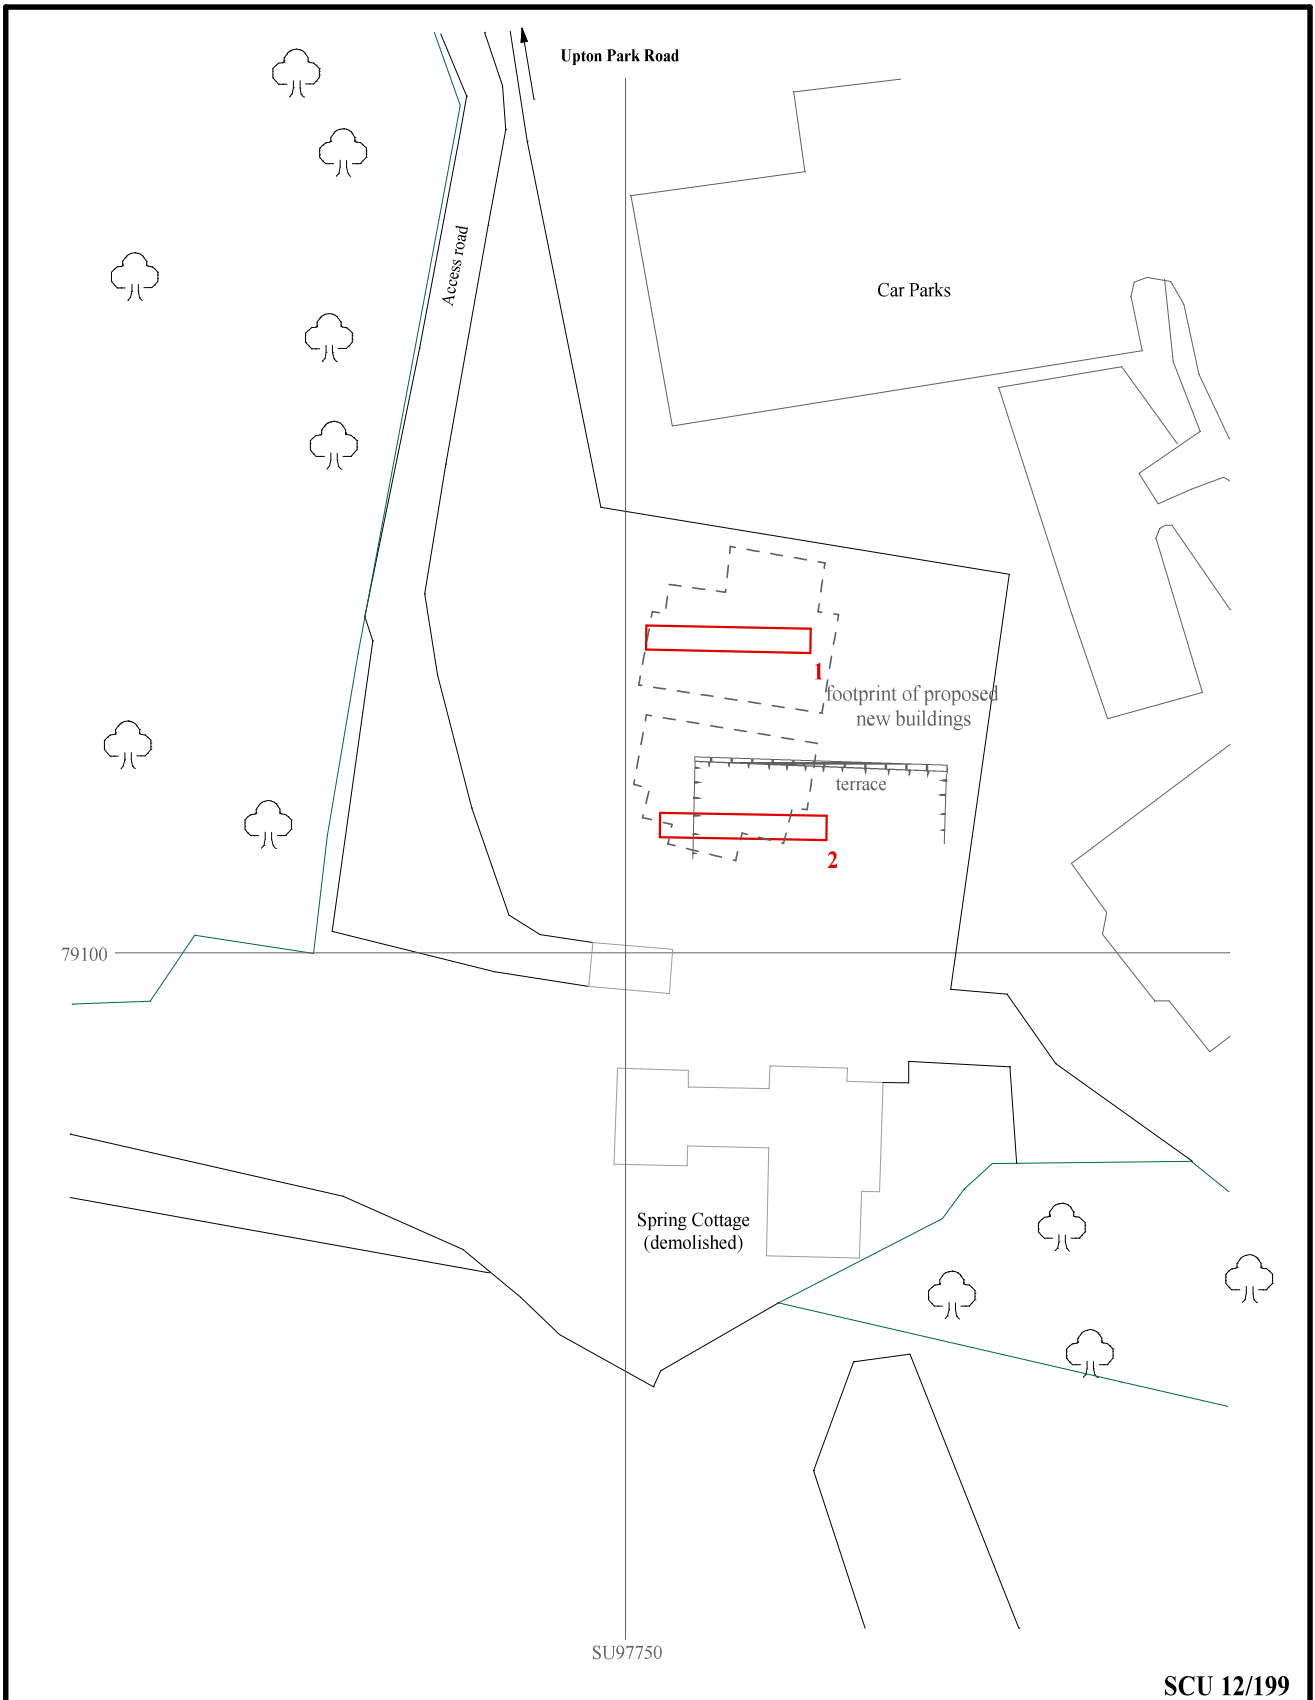 Upton Park Road
Access road
Car Parks
1
footprint of proposed
new buildings
terrace
2
79100
Spring Cottage
(demolished)
SU97750
SCU 12/199